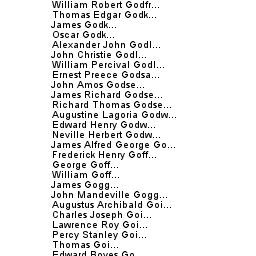 William Robert Godfr...
Thomas Edgar Godk...
James Godk...
Oscar Godk...
Alexander John Godl...
John Christie Godl...
William Percival Godl...
Ernest Preece Godsa...
John Amos Godse...
James Richard Godse...
Richard Thomas Godse...
Augustine Lagoria Godw...
Edward Henry Godw...
Neville Herbert Godw...
James Alfred George Go...
Frederick Henry Goff...
George Goff...
William Goff...
James Gogg...
John Mandeville Gogg...
Augustus Archibald Goi...
Charles Joseph Goi...
Lawrence Roy Goi...
Percy Stanley Goi...
Thomas Goi...
Edward Boyes Go...